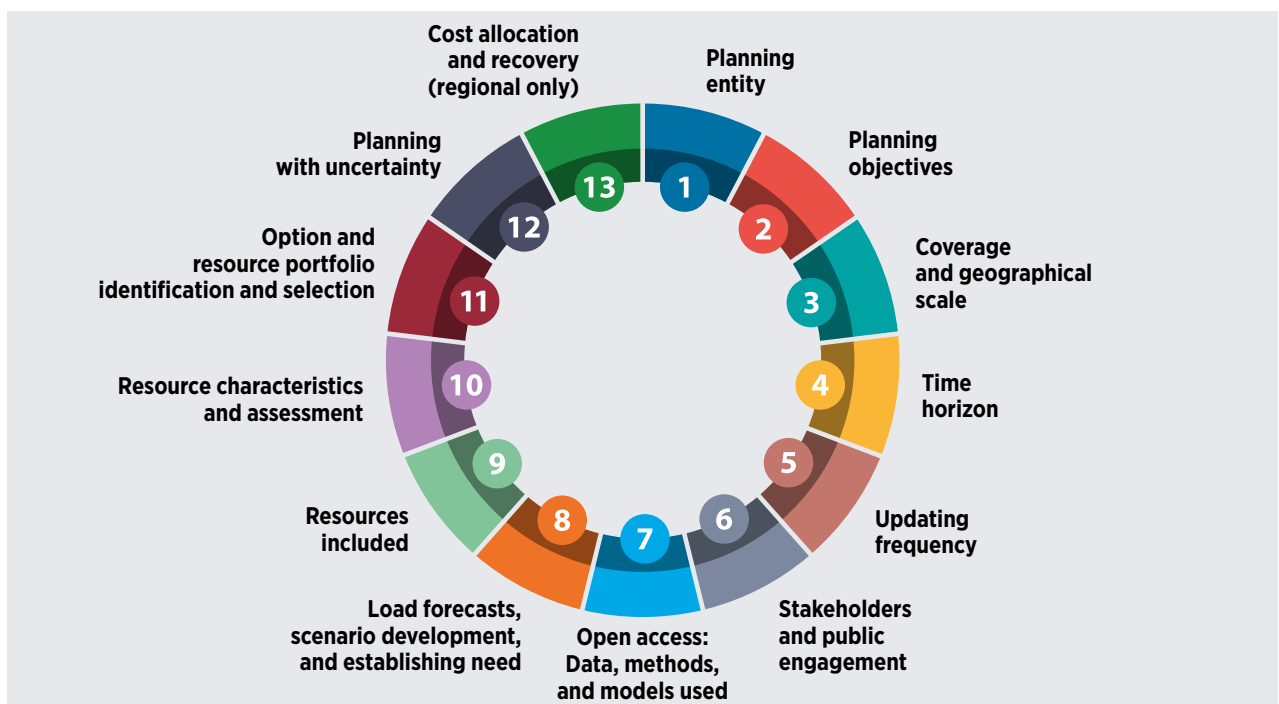 Planning
entity
1
Planning
objectives
2
Coverage
and geographical
scale
3
Time
horizon
4
Updating
frequency
5
Stakeholders
and public
engagement
6
Open access:
Data, methods,
and models used
7
Load forecasts,
scenario development,
and establishing need
8
Resources
included
9
Resource characteristics
and assessment
10
Option and
resource portfolio
identification and selection
11
Planning
with uncertainty
12
Cost allocation
and recovery
(regional only)
13